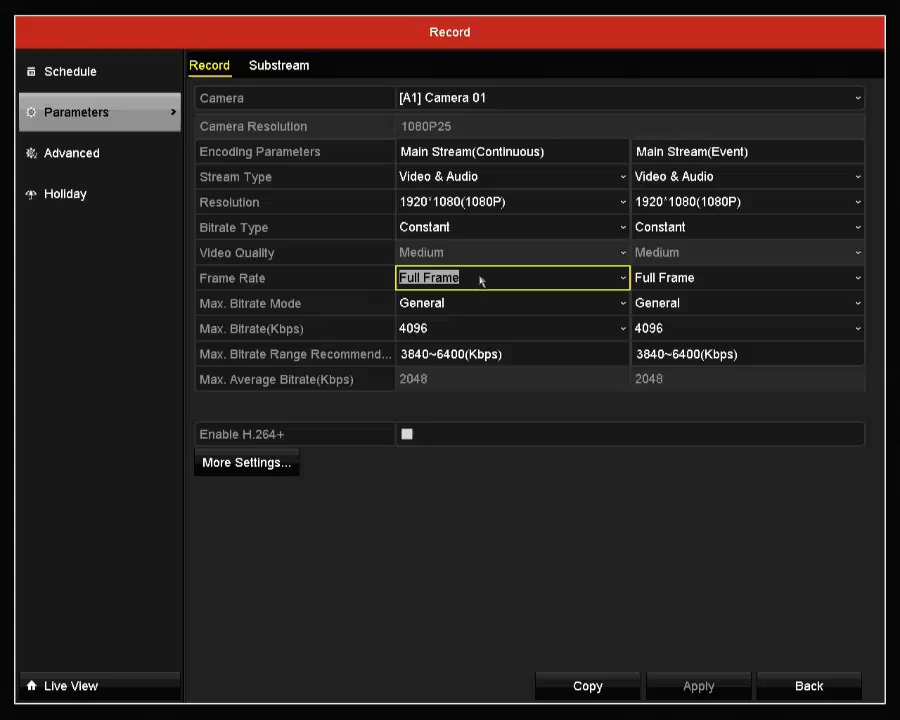 Record
Schedule
Parameters
Advanced
Holiday
Live View
Record Substream
Camera [A1] Camera 01
Camera Resolution 1080P25
Encoding Parameters Main Stream(Continuous) Main Stream(Event)
Stream Type Video & Audio Video & Audio
Resolution 1920*1080(1080P) 1920*1080(1080P)
Bitrate Type Constant Constant
Video Quality Medium Medium
Frame Rate Full Frame Full Frame
Max. Bitrate Mode General General
Max. Bitrate(Kbps) 4096 4096
Max. Bitrate Range Recommend... 3840~6400(Kbps) 3840~6400(Kbps)
Max. Average Bitrate(Kbps) 2048 2048
Enable H.264+
More Settings...
Copy Apply Back